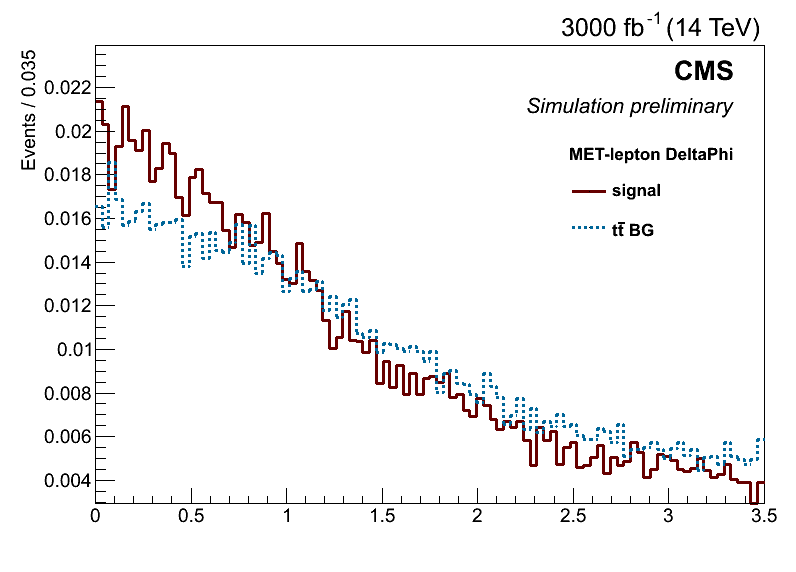 3000 fb⁻¹ (14 TeV)
Events / 0.035
CMS
Simulation preliminary
MET-lepton DeltaPhi
signal
tt̄ BG
0.022
0.02
0.018
0.016
0.014
0.012
0.01
0.008
0.006
0.004
0 0.5 1 1.5 2 2.5 3 3.5